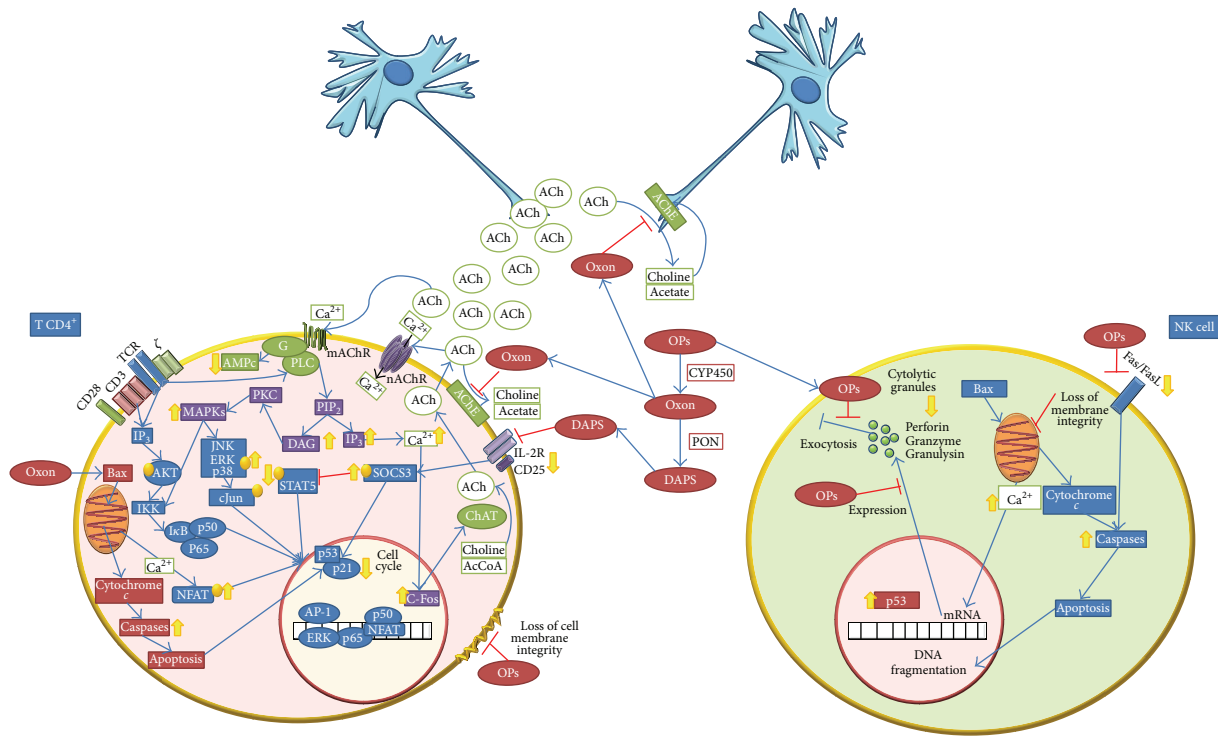 ACh
ACh
ACh
ACh
ACh
ACh
ACh
ACh
ACh
ACh
AChE
Choline
Acetate
Oxon
T CD4+
NK cell
CD28
CD3
TCR
ζ
Ca2+
mAChR
G
PLC
AMPc
Ca2+
nAChR
Ca2+
ACh
ACh
AChE
Oxon
Choline
Acetate
OPs
CYP450
Oxon
PON
DAPS
DAPS
IL-2R
CD25
PKC
MAPKs
PIP2
DAG
IP3
Ca2+
IP3
JNK
ERK
p38
AKT
Oxon
Bax
cJun
STAT5
SOCS3
IKK
IκB
p50
P65
Ca2+
NFAT
Cytochrome
c
Caspases
Apoptosis
ACh
ChAT
Choline
AcCoA
p53
p21
Cell
cycle
C-Fos
AP-1
ERK
p65
p50
NFAT
Loss of cell
membrane
integrity
OPs
OPs
Fas/FasL
OPs
Cytolytic
granules
Perforin
Granzyme
Granulysin
Exocytosis
OPs
Expression
Bax
Loss of
membrane
integrity
Ca2+
Cytochrome
c
Caspases
Apoptosis
p53
mRNA
DNA
fragmentation